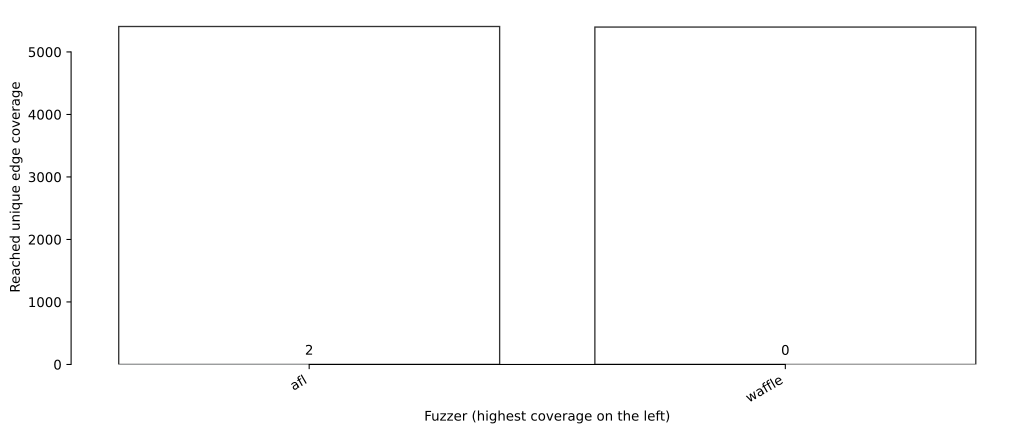 5000
4000
3000
2000
1000
0
Reached unique edge coverage
2
0
afl
waffle
Fuzzer (highest coverage on the left)